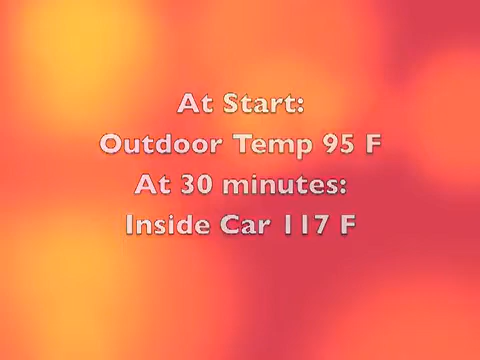 At Start:
Outdoor Temp 95 F
At 30 minutes:
Inside Car 117 F